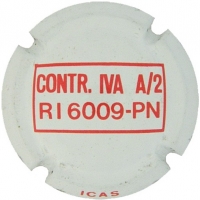 CONTR. IVA A/2
RI 6009-PN
ICAS